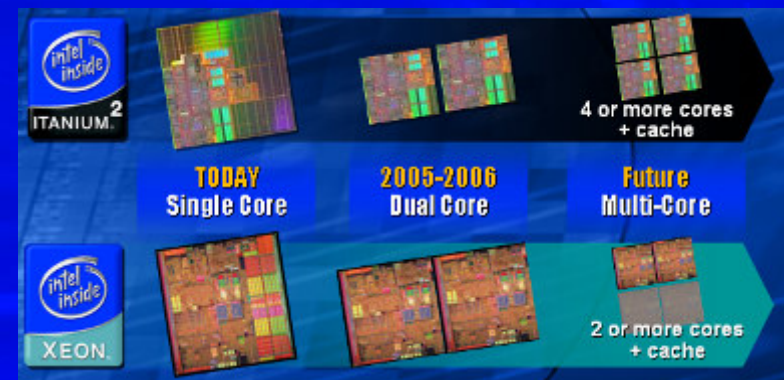 intel
inside
ITANIUM. 2
4 or more cores
+ cache
TODAY
Single Core
2005-2006
Dual Core
Future
Multi-Core
intel
inside
XEON.
2 or more cores
+ cache